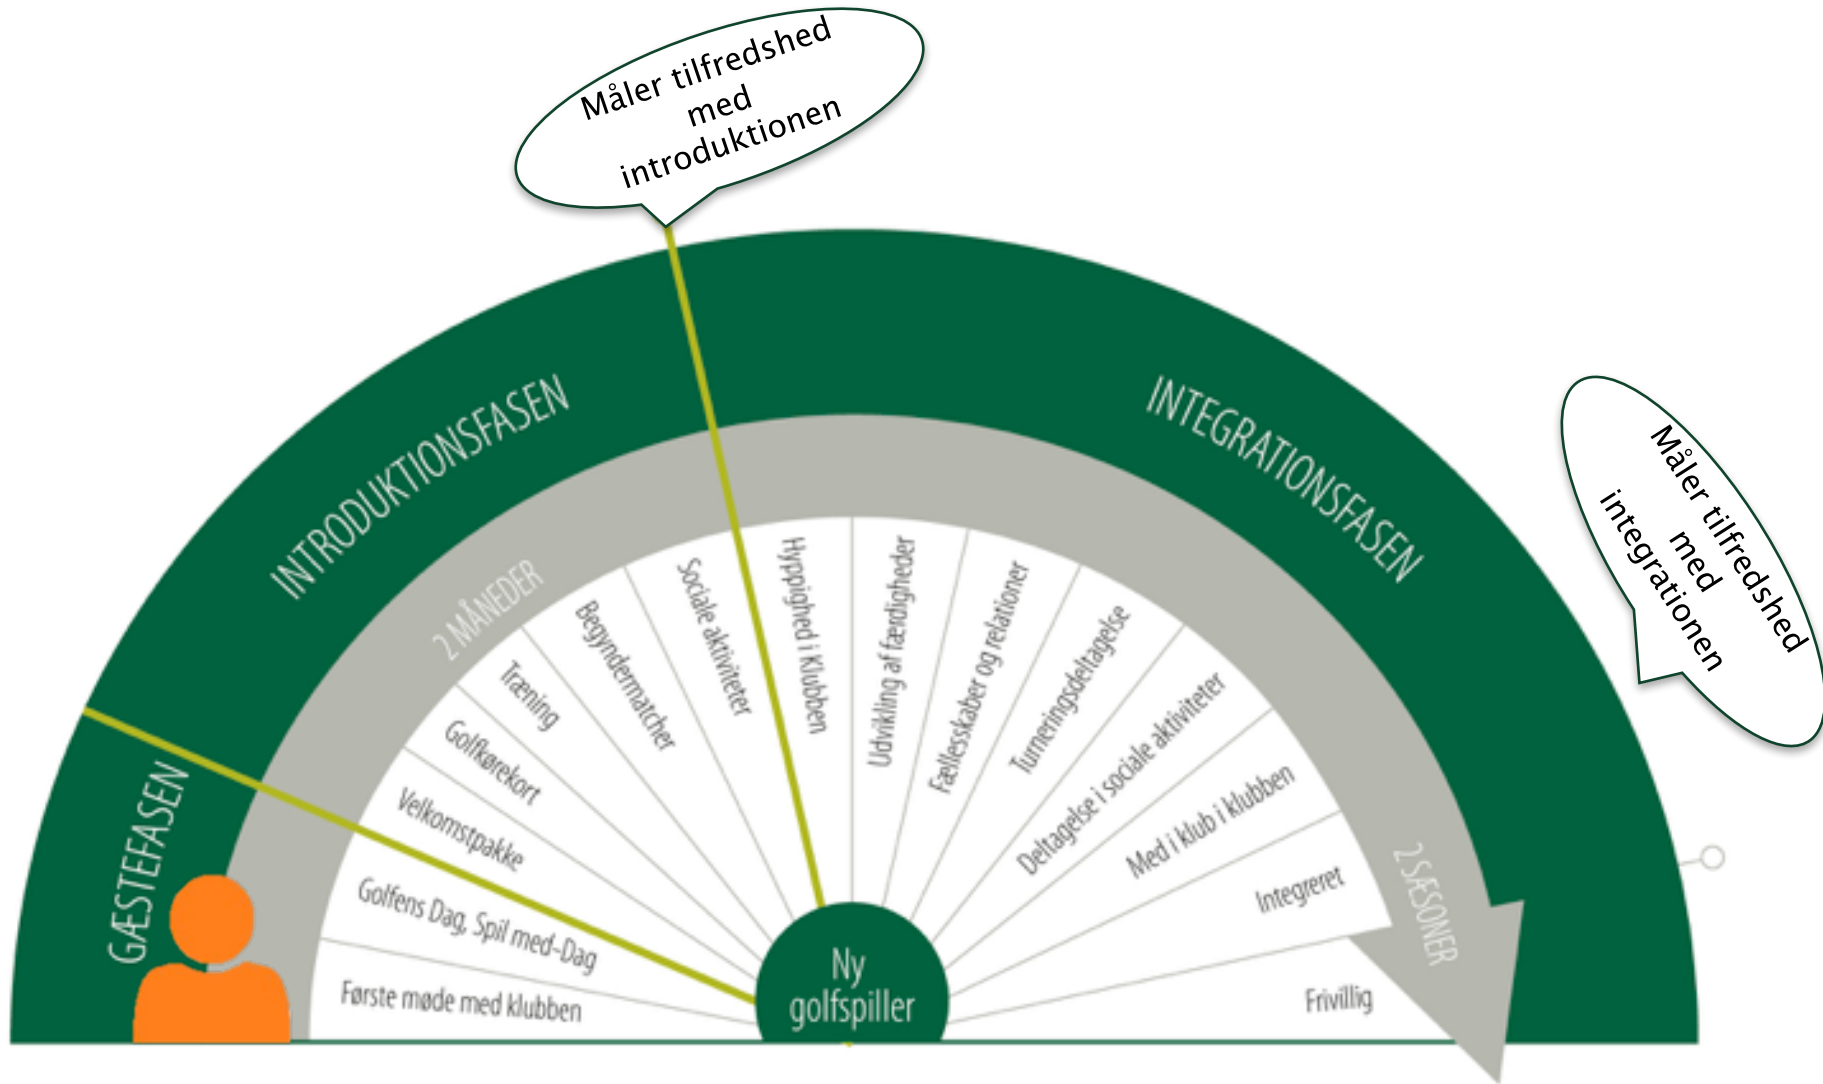 Måler tilfredshed
med
introduktionen
Måler tilfredshed
med
integrationen
GÆSTEFASEN
INTRODUKTIONSFASEN
INTEGRATIONSFASEN
2 MÅNEDER
2 SÆSONER
Første møde med klubben
Golfens Dag, Spil med-Dag
Velkomstpakke
Golfkørekort
Træning
Begyndermatcher
Sociale aktiviteter
Hyppighed i Klubben
Udvikling af færdigheder
Fællesskaber og relationer
Turneringsdeltagelse
Deltagelse i sociale aktiviteter
Med i klub i klubben
Integreret
Frivillig
Ny
golfspiller